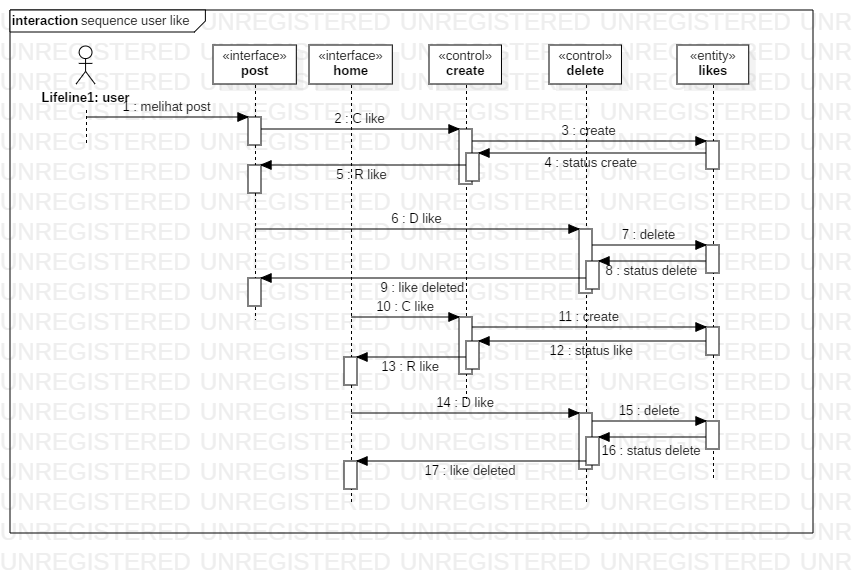 interaction sequence user like
«interface»
post
«interface»
home
«control»
create
«control»
delete
«entity»
likes
Lifeline1: user
1 : melihat post
2 : C like
3 : create
4 : status create
5 : R like
6 : D like
7 : delete
8 : status delete
9 : like deleted
10 : C like
11 : create
12 : status like
13 : R like
14 : D like
15 : delete
16 : status delete
17 : like deleted
UNREGISTERED UNREGISTERED UNREGISTERED UNREGISTERED UNR